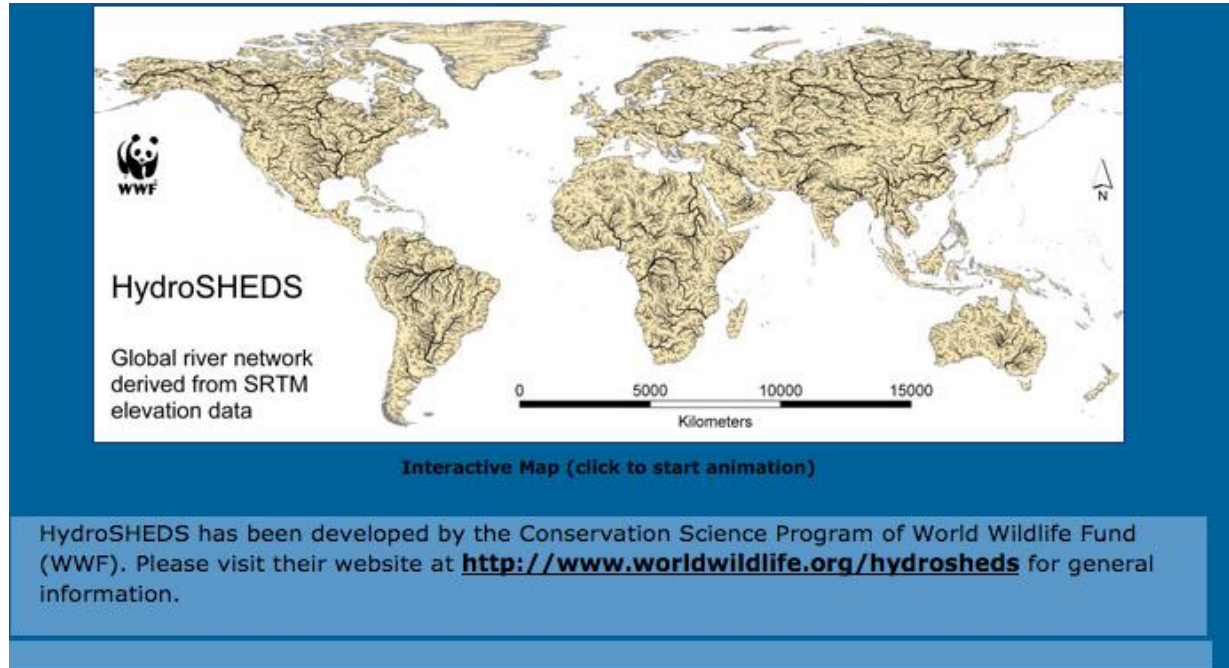 WWF
N
HydroSHEDS
Global river network
derived from SRTM
elevation data
0 5000 10000 15000
Kilometers
Interactive Map (click to start animation)
HydroSHEDS has been developed by the Conservation Science Program of World Wildlife Fund
(WWF). Please visit their website at http://www.worldwildlife.org/hydrosheds for general
information.